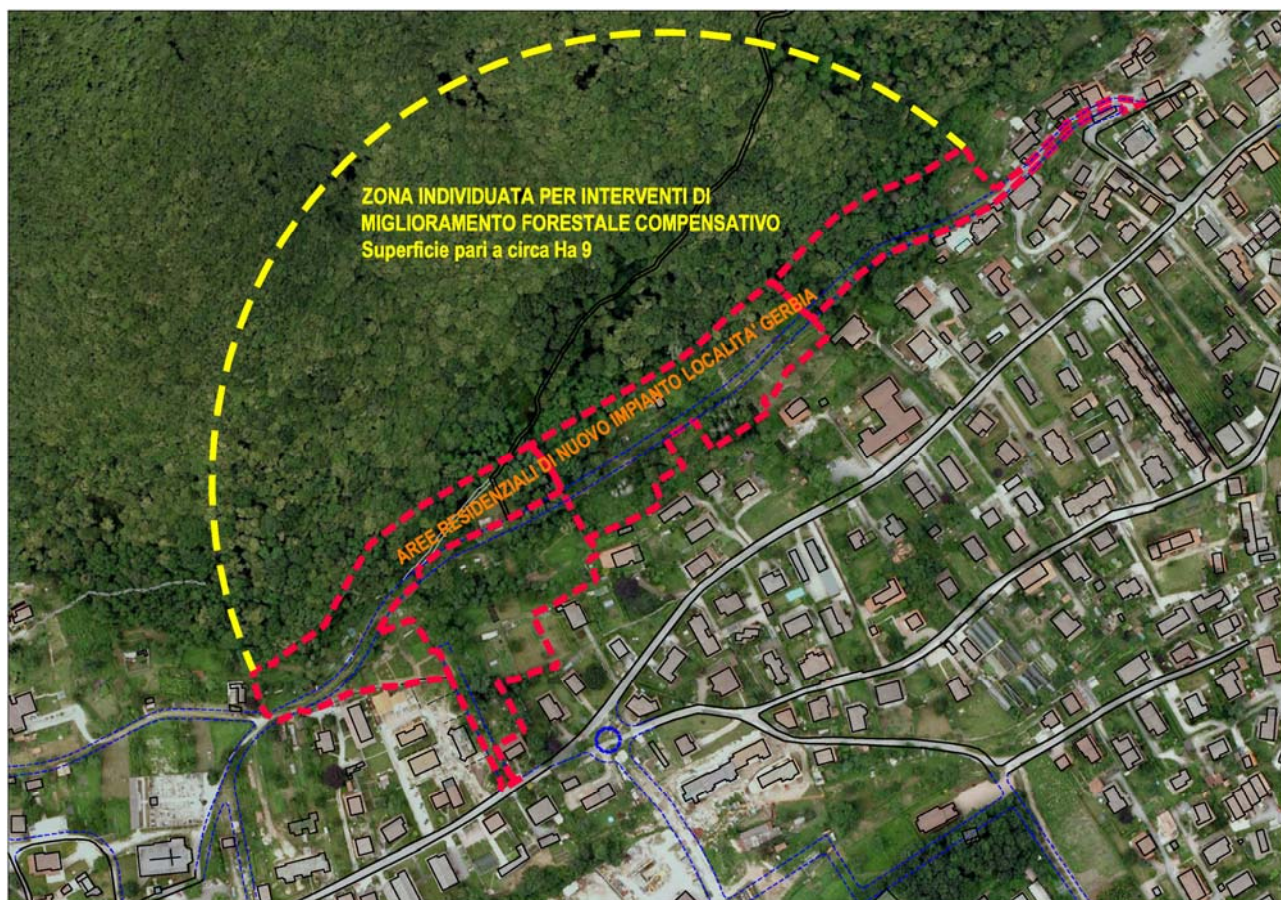 ZONA INDIVIDUATA PER INTERVENTI DI
MIGLIORAMENTO FORESTALE COMPENSATIVO
Superficie pari a circa Ha 9
AREE RESIDENZIALI DI NUOVO IMPIANTO LOCALITA' GERBIA